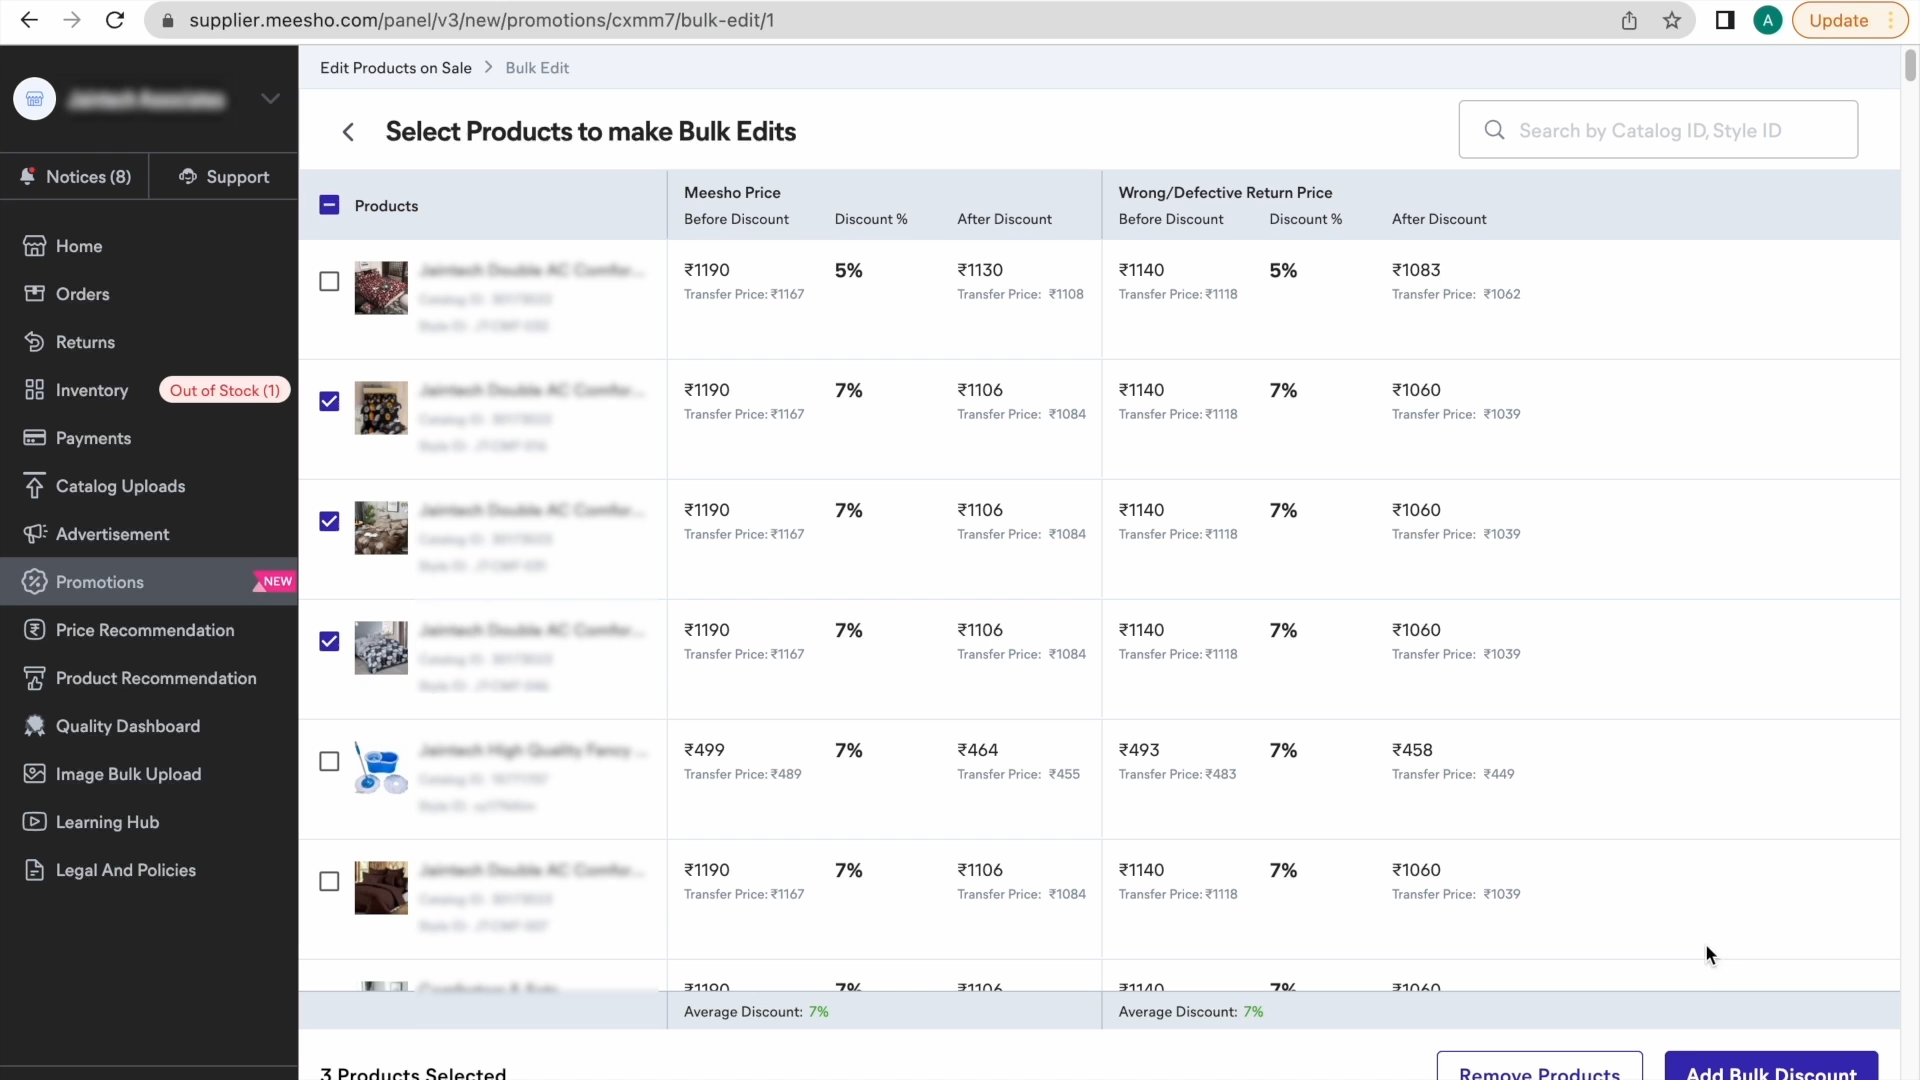 supplier.meesho.com/panel/v3/new/promotions/cxmm7/bulk-edit/1
A
Update
Edit Products on Sale > Bulk Edit
Notices (8)
Support
Home
Orders
Returns
Inventory
Out of Stock (1)
Payments
Catalog Uploads
Advertisement
Promotions
NEW
Price Recommendation
Product Recommendation
Quality Dashboard
Image Bulk Upload
Learning Hub
Legal And Policies
Select Products to make Bulk Edits
Search by Catalog ID, Style ID
Products
Meesho Price
Before Discount Discount % After Discount
Wrong/Defective Return Price
Before Discount Discount % After Discount
₹1190 5% ₹1130 ₹1140 5% ₹1083
Transfer Price: ₹1167 Transfer Price: ₹1108 Transfer Price: ₹1118 Transfer Price: ₹1062
₹1190 7% ₹1106 ₹1140 7% ₹1060
Transfer Price: ₹1167 Transfer Price: ₹1084 Transfer Price: ₹1118 Transfer Price: ₹1039
₹1190 7% ₹1106 ₹1140 7% ₹1060
Transfer Price: ₹1167 Transfer Price: ₹1084 Transfer Price: ₹1118 Transfer Price: ₹1039
₹1190 7% ₹1106 ₹1140 7% ₹1060
Transfer Price: ₹1167 Transfer Price: ₹1084 Transfer Price: ₹1118 Transfer Price: ₹1039
₹499 7% ₹464 ₹493 7% ₹458
Transfer Price: ₹489 Transfer Price: ₹455 Transfer Price: ₹483 Transfer Price: ₹449
₹1190 7% ₹1106 ₹1140 7% ₹1060
Transfer Price: ₹1167 Transfer Price: ₹1084 Transfer Price: ₹1118 Transfer Price: ₹1039
₹1190 7% ₹1106 ₹1140 7% ₹1060
Average Discount: 7% Average Discount: 7%
3 Products Selected
Remove Products
Add Bulk Discount